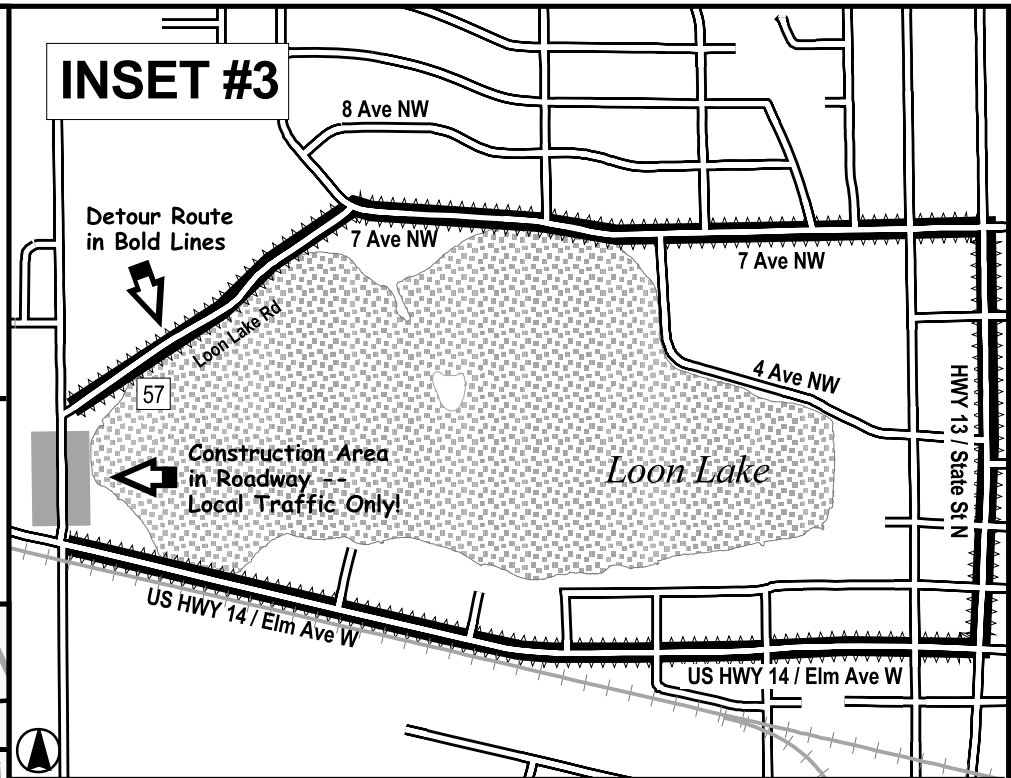 INSET #3
8 Ave NW
Detour Route
in Bold Lines
7 Ave NW
7 Ave NW
Loon Lake Rd
57
4 Ave NW
HWY 13 / State St N
Construction Area
in Roadway --
Local Traffic Only!
Loon Lake
US HWY 14 / Elm Ave W
US HWY 14 / Elm Ave W